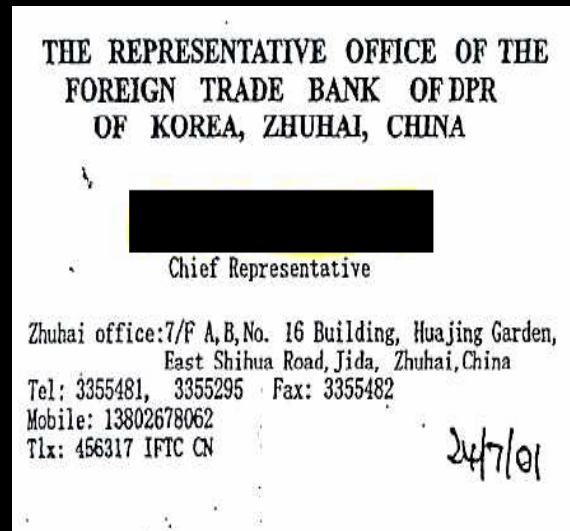 THE REPRESENTATIVE OFFICE OF THE
FOREIGN TRADE BANK OF DPR
OF KOREA, ZHUHAI, CHINA
Chief Representative
Zhuhai office:7/F A,B,No. 16 Building, Huajing Garden,
East Shihua Road,Jida, Zhuhai,China
Tel: 3355481, 3355295 Fax: 3355482
Mobile: 13802678062
Tlx: 456317 IFTC CN
24/7/01